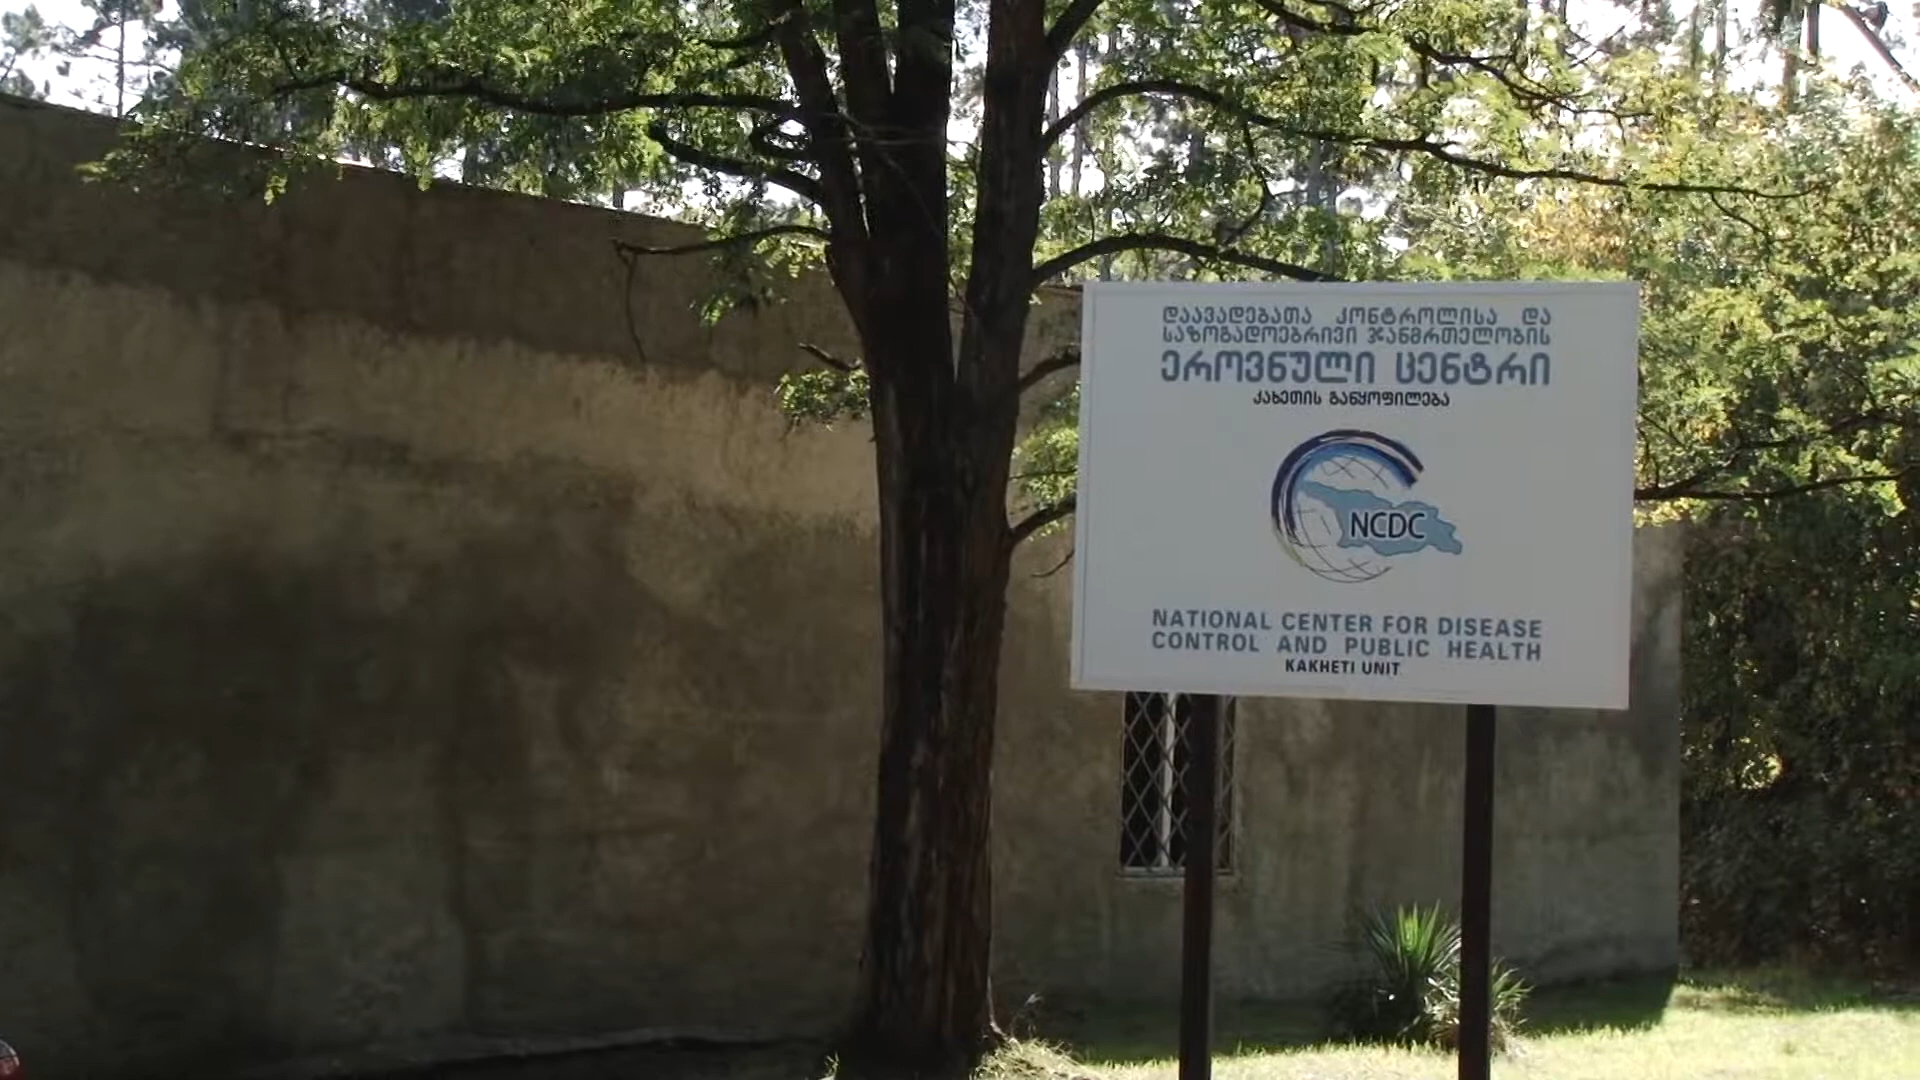 დაავადებათა კონტროლისა და
საზოგადოებრივი ჯანმრთელობის
ეროვნული ცენტრი
კახეთის განყოფილება
NCDC
NATIONAL CENTER FOR DISEASE
CONTROL AND PUBLIC HEALTH
KAKHETI UNIT